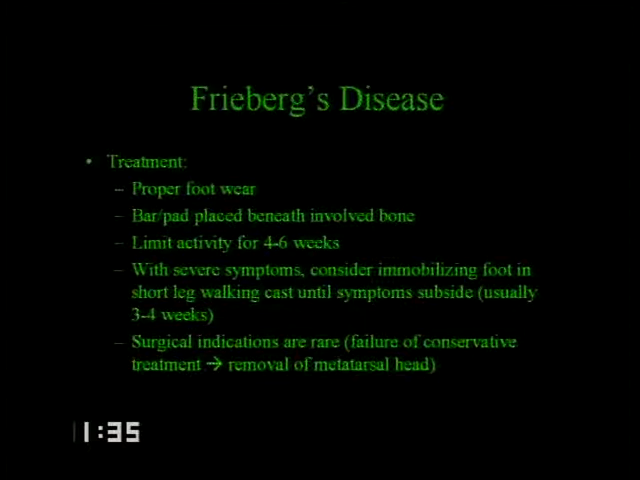 Frieberg's Disease
• Treatment:
– Proper foot wear
– Bar/pad placed beneath involved bone
– Limit activity for 4-6 weeks
– With severe symptoms, consider immobilizing foot in
short leg walking cast until symptoms subside (usually
3-4 weeks)
– Surgical indications are rare (failure of conservative
treatment → removal of metatarsal head)
1:35